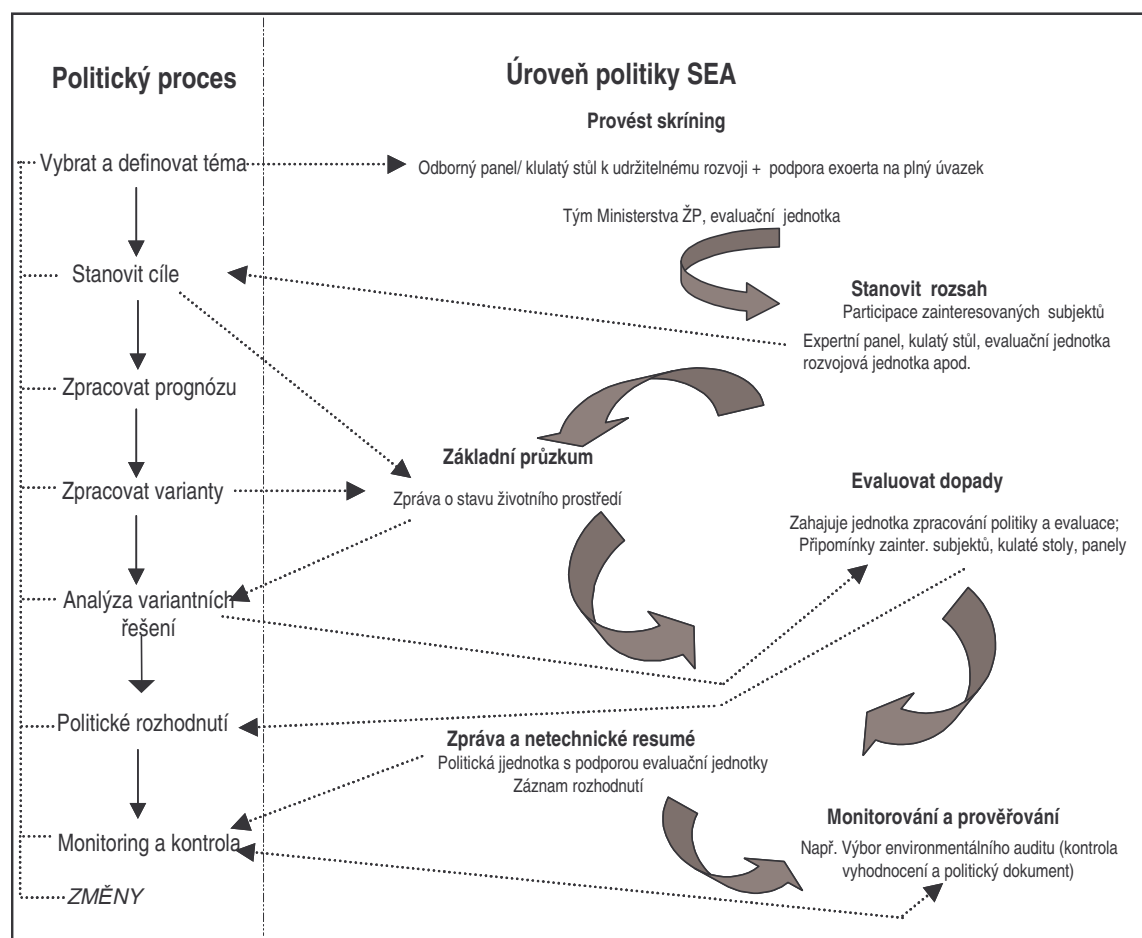 Politický proces
Vybrat a definovat téma
Stanovit cíle
Zpracovat prognózu
Zpracovat varianty
Analýza variantních
řešení
Politické rozhodnutí
Monitoring a kontrola
ZMĚNY
Úroveň politiky SEA
Provést skríning
Odborný panel/ klulatý stůl k udržitelnému rozvoji + podpora exoerta na plný úvazek
Tým Ministerstva ŽP, evaluační jednotka
Stanovit rozsah
Participace zainteresovaných subjektů
Expertní panel, kulatý stůl, evaluační jednotka
rozvojová jednotka apod.
Základní průzkum
Zpráva o stavu životního prostředí
Evaluovat dopady
Zahajuje jednotka zpracování politiky a evaluace;
Připomínky zainter. subjektů, kulaté stoly, panely
Zpráva a netechnické resumé
Politická jjednotka s podporou evaluační jednotky
Záznam rozhodnutí
Monitorování a prověřování
Např. Výbor environmentálního auditu (kontrola
vyhodnocení a politický dokument)